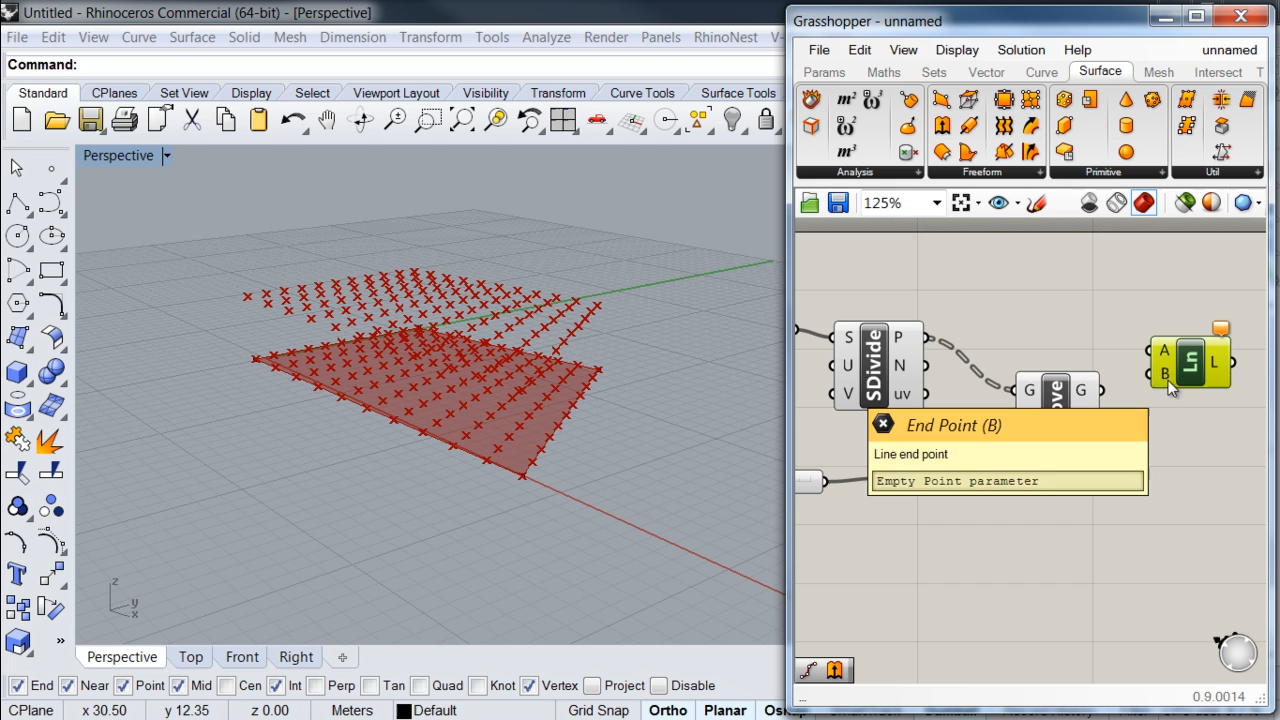 Untitled - Rhinoceros Commercial (64-bit) - [Perspective]
File Edit View Curve Surface Solid Mesh Dimension Transform Tools Analyze Render Panels RhinoNest V-
Command:
Standard CPlanes Set View Display Select Viewport Layout Visibility Transform Curve Tools Surface Tools
Perspective
z
y
x
Perspective Top Front Right
End Near Point Mid Cen Int Perp Tan Quad Knot Vertex Project Disable
CPlane x 30.50 y 12.35 z 0.00 Meters Default Grid Snap Ortho Planar
Grasshopper - unnamed
File Edit View Display Solution Help unnamed
Params Maths Sets Vector Curve Surface Mesh Intersect T
m²
m²
m³
Analysis Freeform Primitive Util
125%
S U V SDivide P N uv
G G
A B Ln L
End Point (B)
Line end point
Empty Point parameter
...
0.9.0014